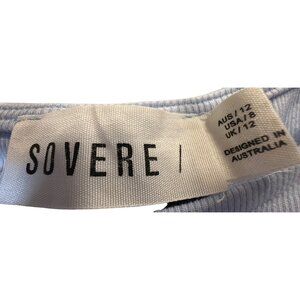 SOVERE |
AUS / 12
USA / 8
UK / 12
DESIGNED IN
AUSTRALIA